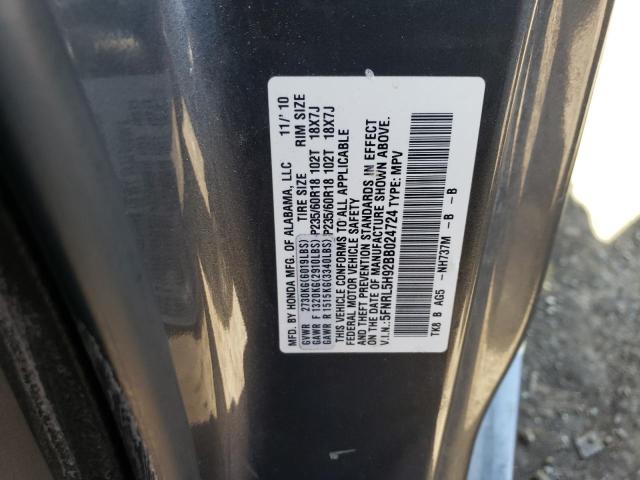 MFD. BY HONDA MFG. OF ALABAMA, LLC 11/'10
TIRE SIZE RIM SIZE
GVWR 2730KG(6019LBS)
GAWR F 1320KG(2910LBS) P235/60R18 102T 18X7J
GAWR R 1515KG(3340LBS) P235/60R18 102T 18X7J
THIS VEHICLE CONFORMS TO ALL APPLICABLE
FEDERAL MOTOR VEHICLE SAFETY
AND THEFT PREVENTION STANDARDS IN EFFECT
ON THE DATE OF MANUFACTURE SHOWN ABOVE.
V.I.N.:5FNRL5H92BB024724 TYPE: MPV
TK8 B AG5 -NH737M -B -B